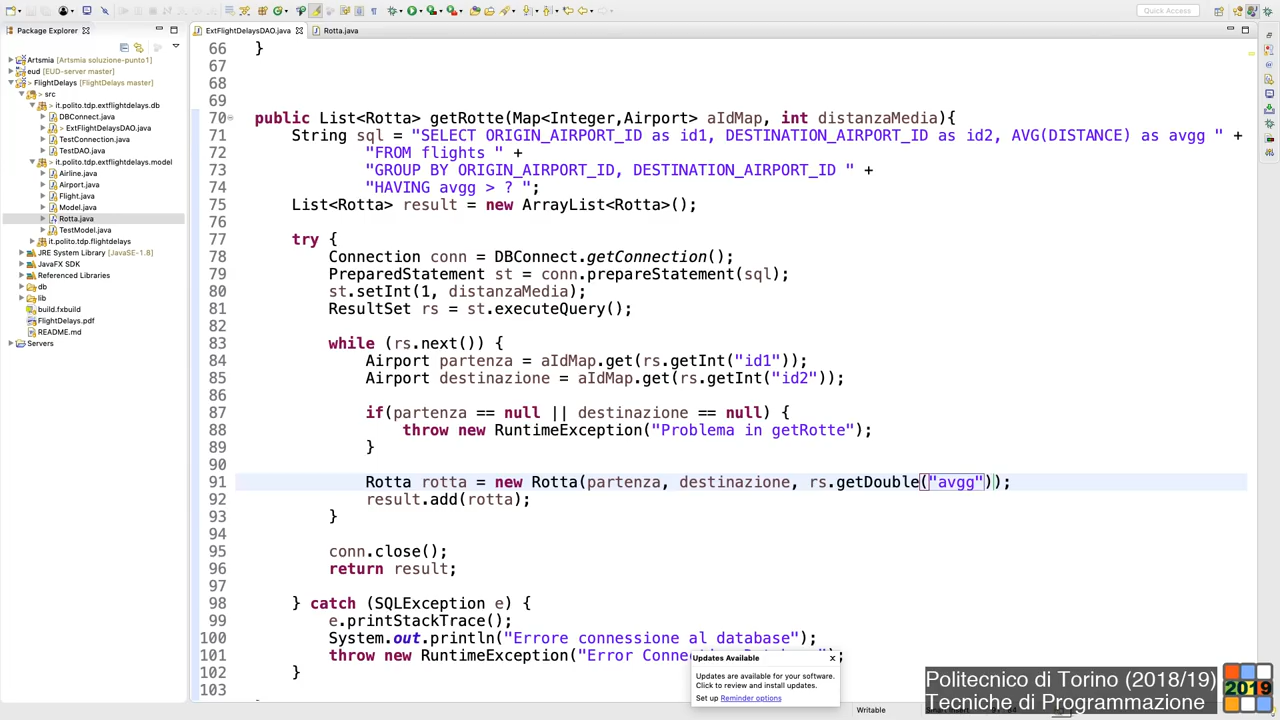 Quick Access
Package Explorer
ExtFlightDelaysDAO.java
Rotta.java
Artsmia [Artsmia soluzione-punto1]
eud [EUD-server master]
> FlightDelays [FlightDelays master]
> src
> it.polito.tdp.extflightdelays.db
DBConnect.java
> ExtFlightDelaysDAO.java
TestConnection.java
TestDAO.java
> it.polito.tdp.extflightdelays.model
Airline.java
Airport.java
Flight.java
Model.java
Rotta.java
TestModel.java
it.polito.tdp.flightdelays
JRE System Library [JavaSE-1.8]
JavaFX SDK
Referenced Libraries
db
lib
build.fxbuild
FlightDelays.pdf
README.md
Servers
66 }
67
68
69
70 public List<Rotta> getRotte(Map<Integer,Airport> aIdMap, int distanzaMedia){
71 String sql = "SELECT ORIGIN_AIRPORT_ID as id1, DESTINATION_AIRPORT_ID as id2, AVG(DISTANCE) as avgg " +
72 "FROM flights " +
73 "GROUP BY ORIGIN_AIRPORT_ID, DESTINATION_AIRPORT_ID " +
74 "HAVING avgg > ? ";
75 List<Rotta> result = new ArrayList<Rotta>();
76
77 try {
78 Connection conn = DBConnect.getConnection();
79 PreparedStatement st = conn.prepareStatement(sql);
80 st.setInt(1, distanzaMedia);
81 ResultSet rs = st.executeQuery();
82
83 while (rs.next()) {
84 Airport partenza = aIdMap.get(rs.getInt("id1"));
85 Airport destinazione = aIdMap.get(rs.getInt("id2"));
86
87 if(partenza == null || destinazione == null) {
88 throw new RuntimeException("Problema in getRotte");
89 }
90
91 Rotta rotta = new Rotta(partenza, destinazione, rs.getDouble("avgg"));
92 result.add(rotta);
93 }
94
95 conn.close();
96 return result;
97
98 } catch (SQLException e) {
99 e.printStackTrace();
100 System.out.println("Errore connessione al database");
101 throw new RuntimeException("Error Conne
102 }
103
Updates Available
Updates are available for your software.
Click to review and install updates.
Set up Reminder options
Writable
Politecnico di Torino (2018/19)
Tecniche di Programmazione
2019